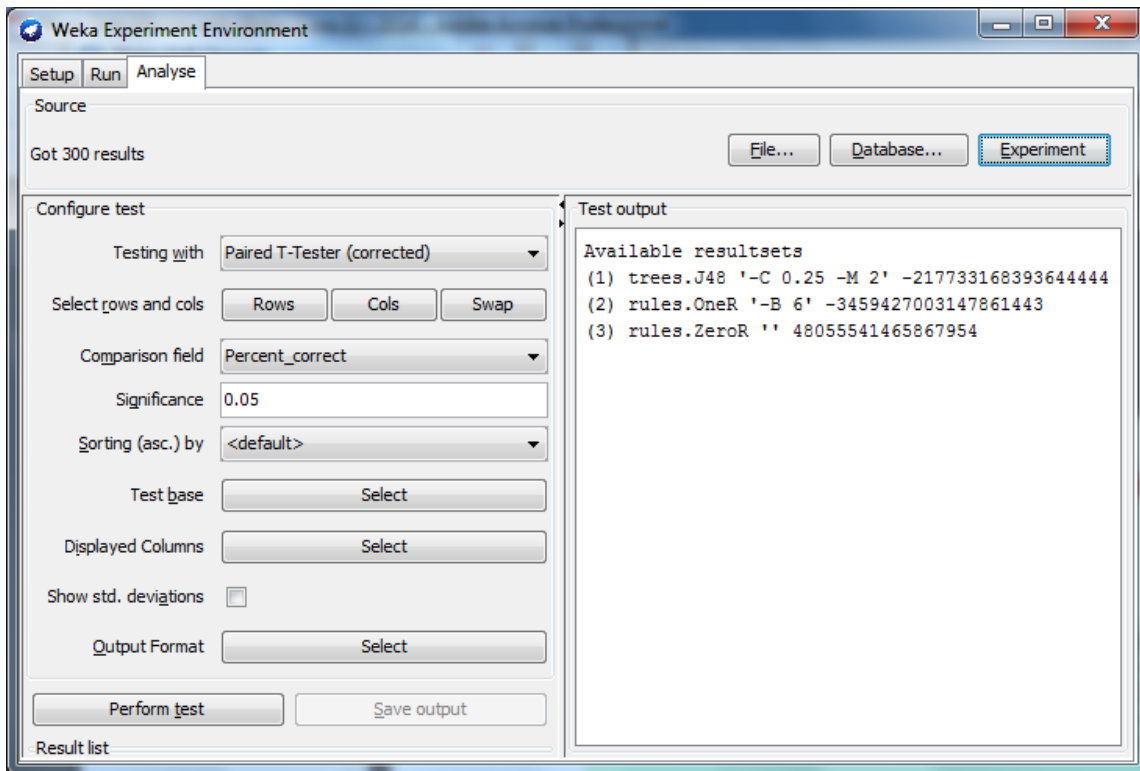 Weka Experiment Environment
Setup Run Analyse
Source
Got 300 results
File... Database... Experiment
Configure test
Testing with Paired T-Tester (corrected)
Select rows and cols Rows Cols Swap
Comparison field Percent_correct
Significance 0.05
Sorting (asc.) by <default>
Test base Select
Displayed Columns Select
Show std. deviations
Output Format Select
Perform test Save output
Result list
Test output
Available resultsets
(1) trees.J48 '-C 0.25 -M 2' -217733168393644444
(2) rules.OneR '-B 6' -3459427003147861443
(3) rules.ZeroR '' 48055541465867954